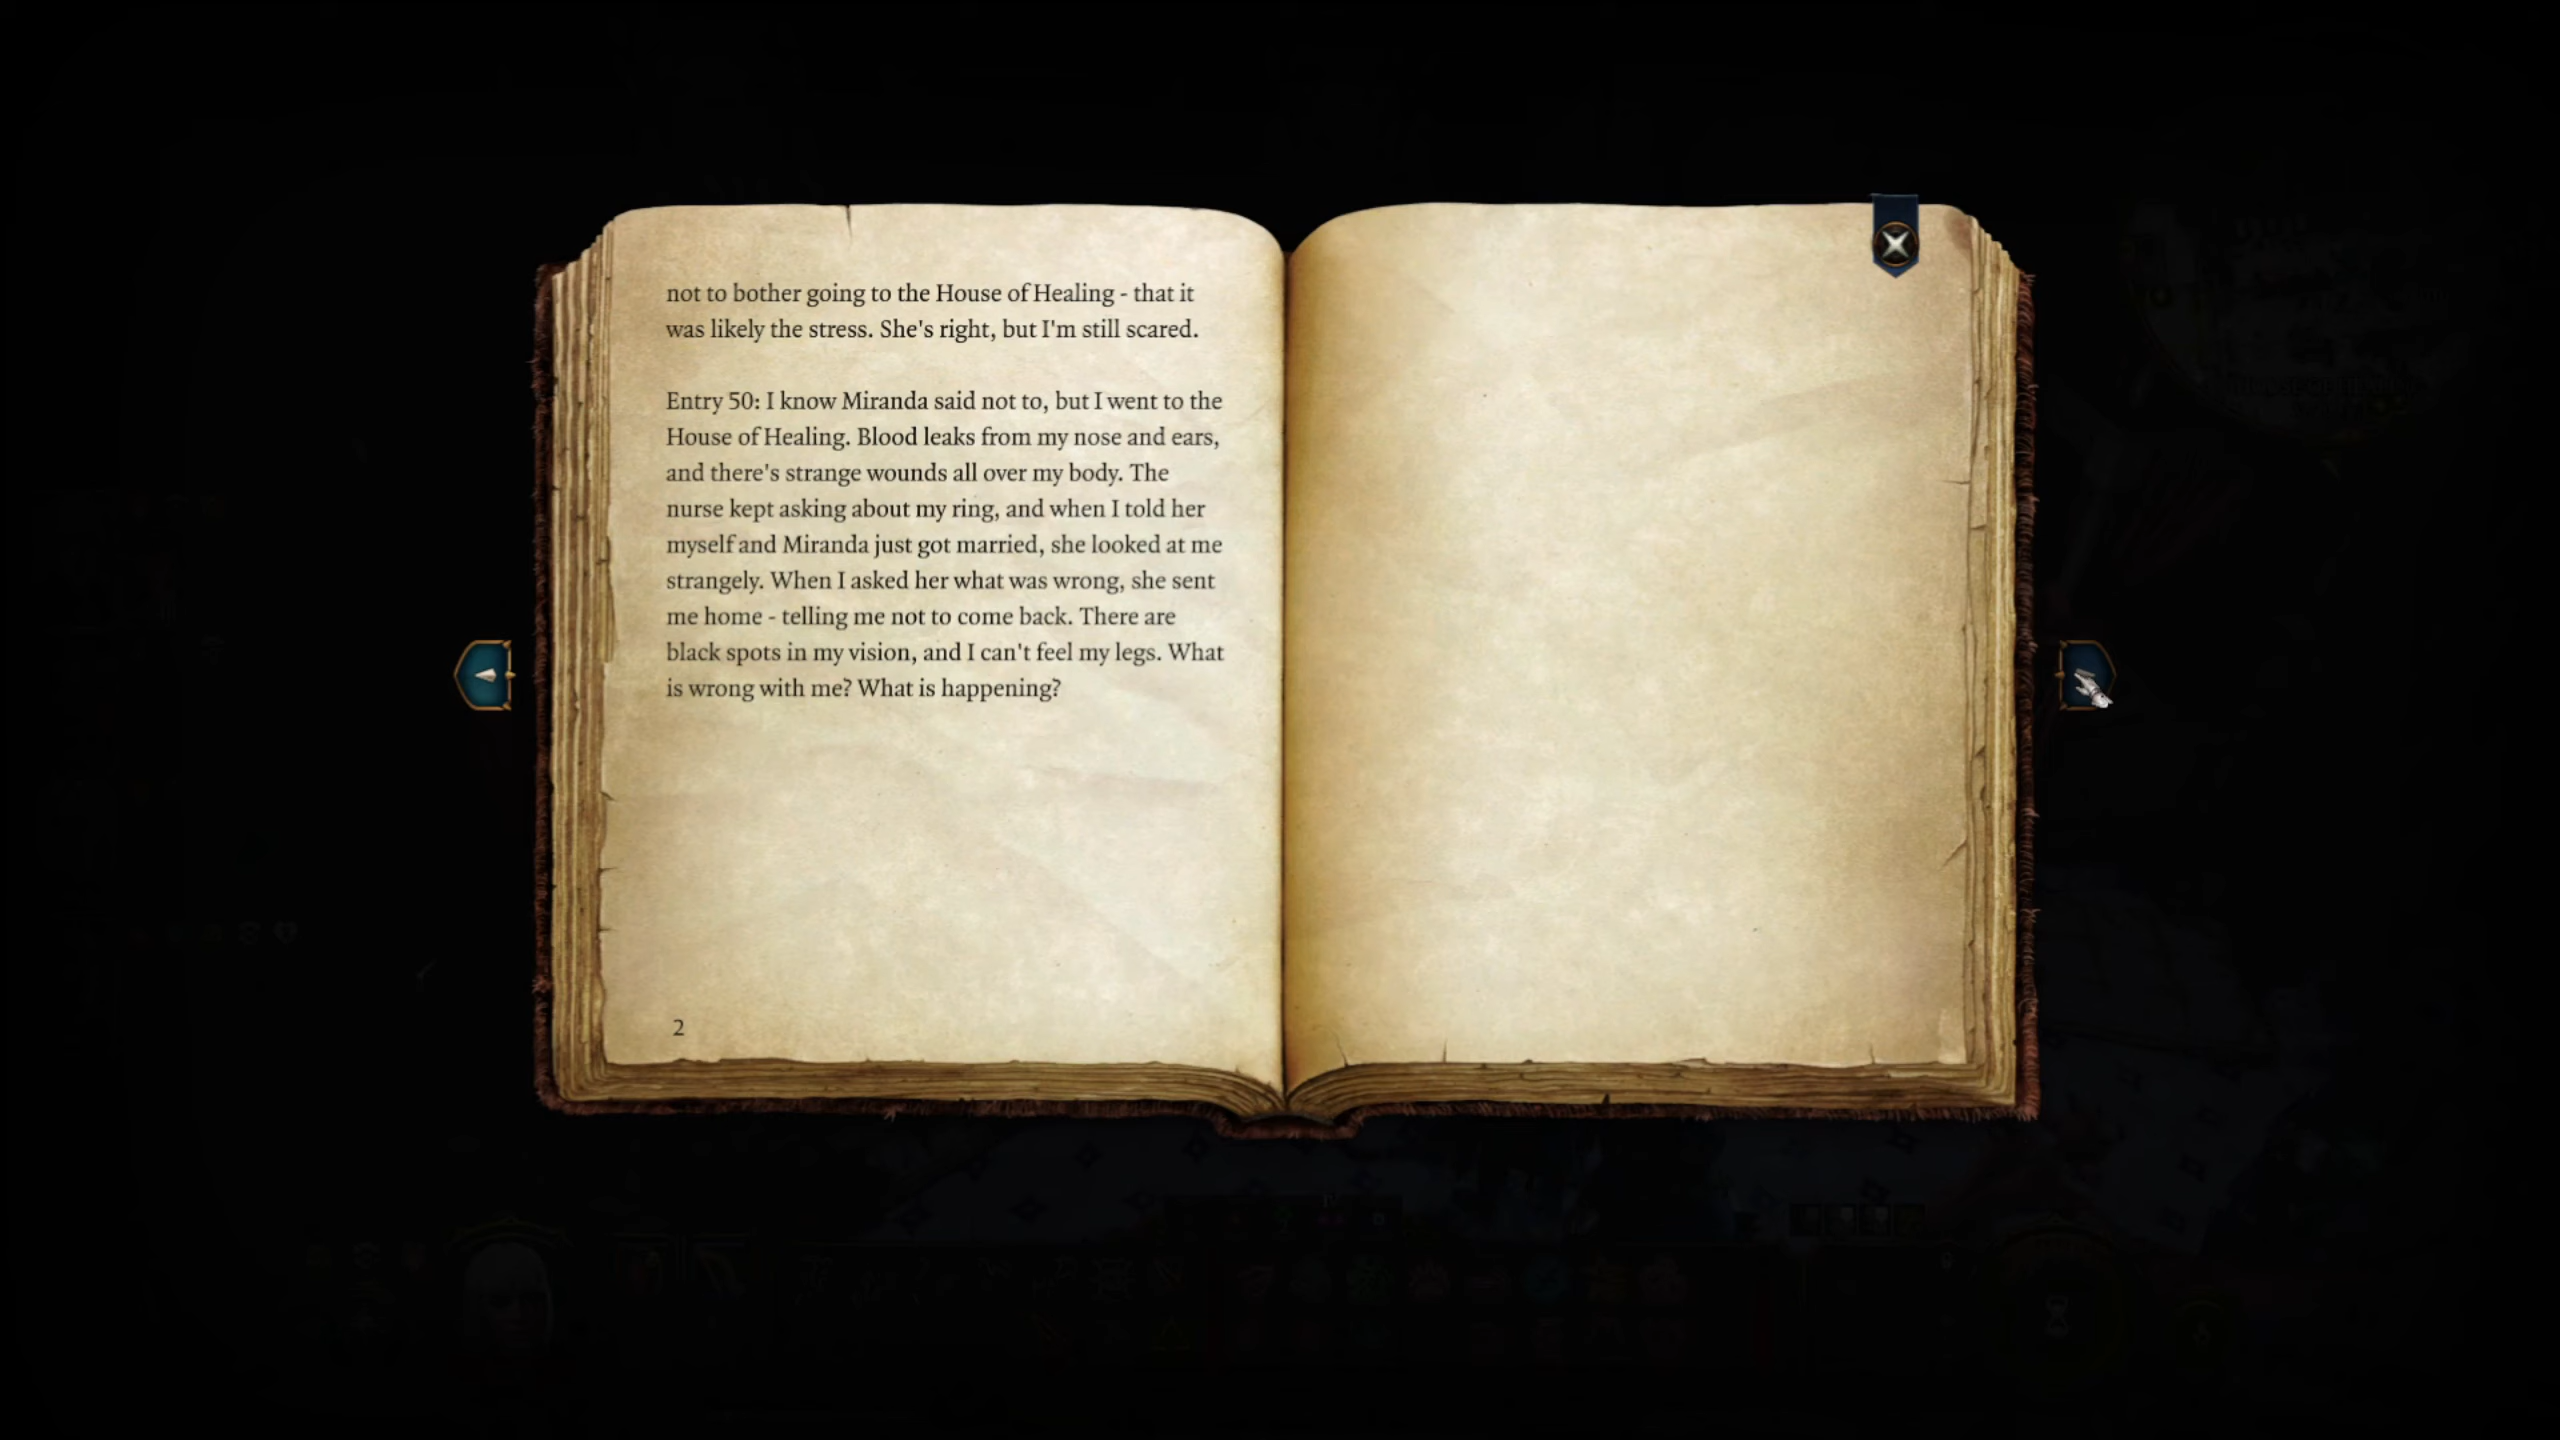 not to bother going to the House of Healing - that it
was likely the stress. She's right, but I'm still scared.
Entry 50: I know Miranda said not to, but I went to the
House of Healing. Blood leaks from my nose and ears,
and there's strange wounds all over my body. The
nurse kept asking about my ring, and when I told her
myself and Miranda just got married, she looked at me
strangely. When I asked her what was wrong, she sent
me home - telling me not to come back. There are
black spots in my vision, and I can't feel my legs. What
is wrong with me? What is happening?
2